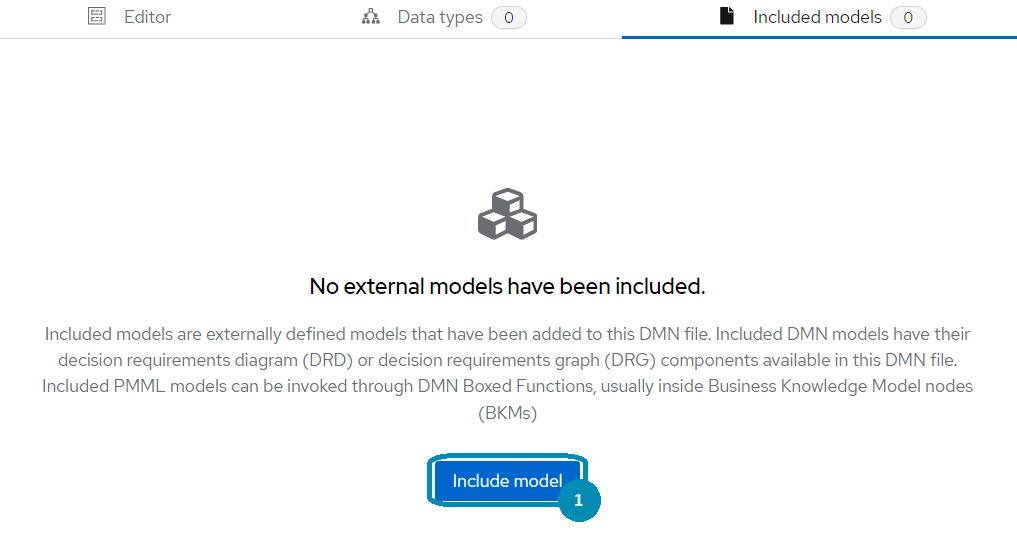 Editor Data types 0 Included models 0
No external models have been included.
Included models are externally defined models that have been added to this DMN file. Included DMN models have their
decision requirements diagram (DRD) or decision requirements graph (DRG) components available in this DMN file.
Included PMML models can be invoked through DMN Boxed Functions, usually inside Business Knowledge Model nodes
(BKMs)
Include model
1